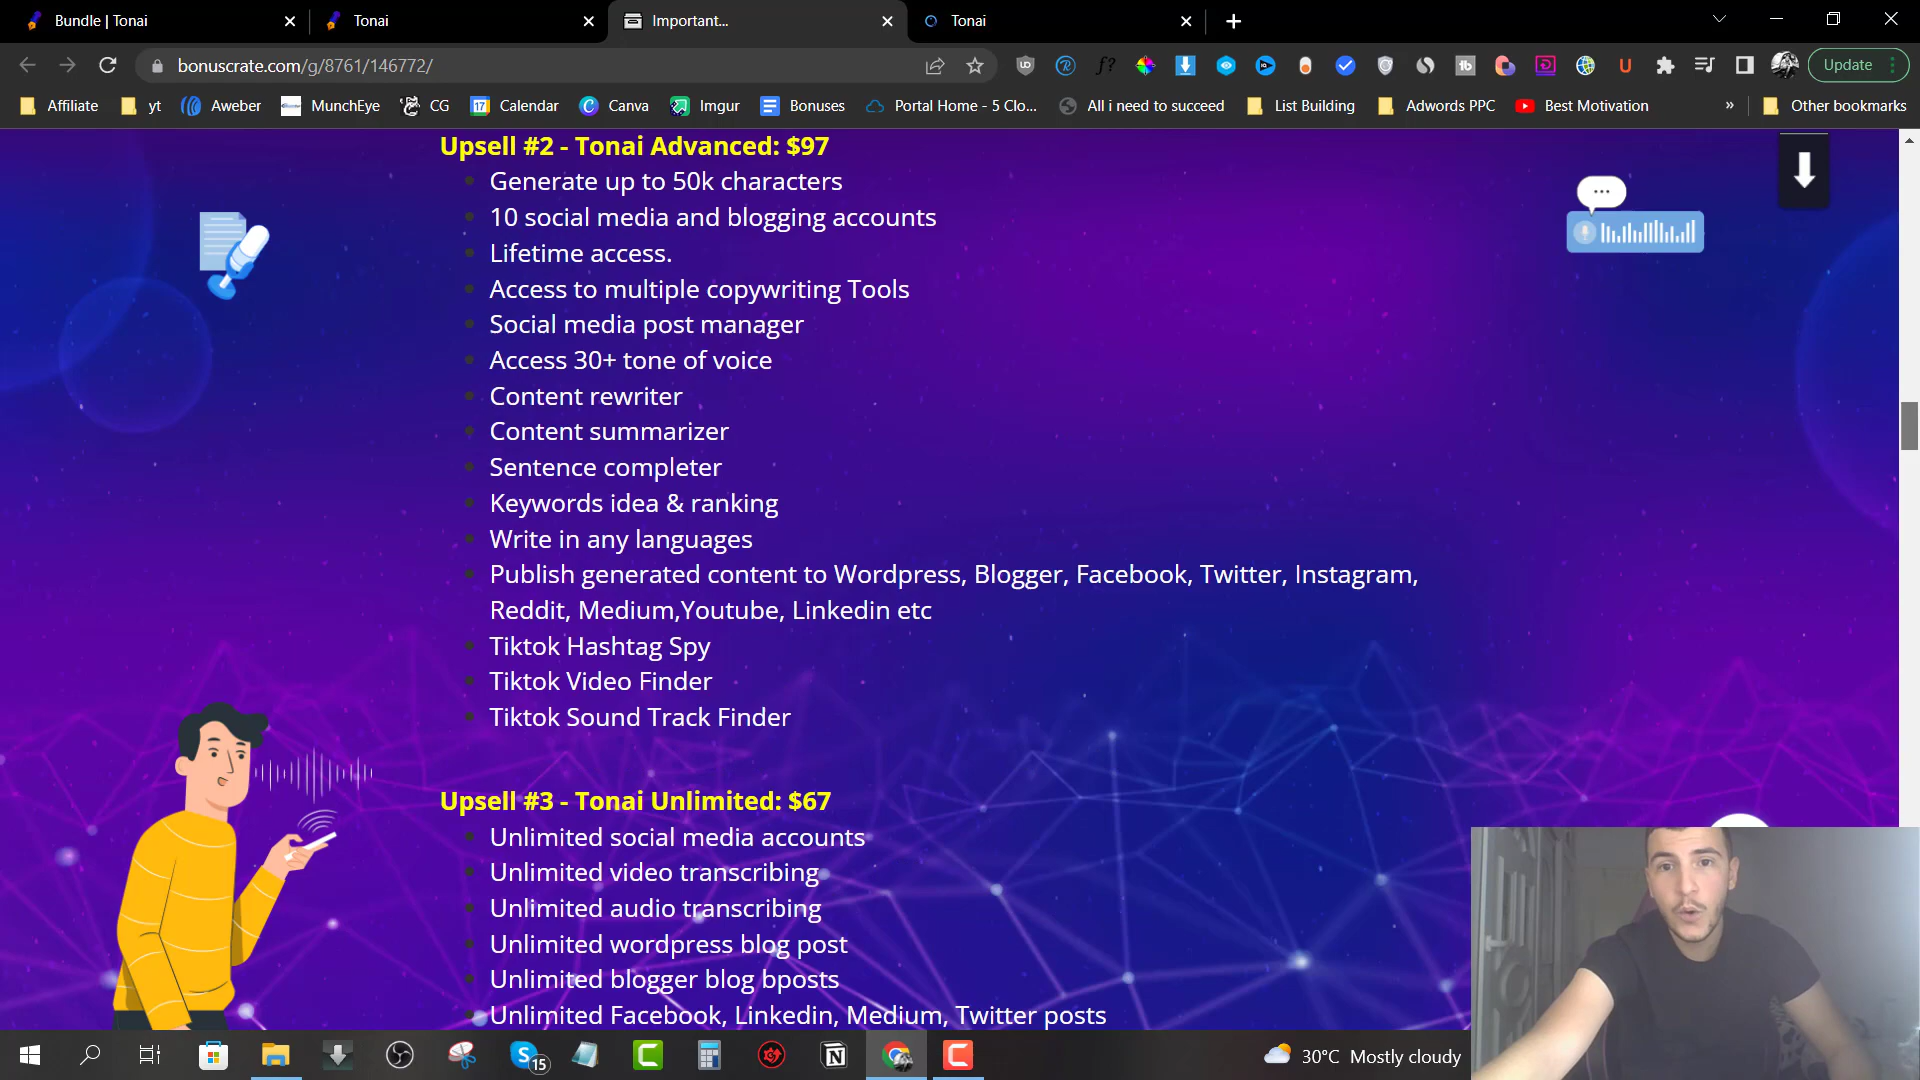 Bundle | Tonai
Tonai
Important...
Tonai
bonuscrate.com/g/8761/146772/
Update
Affiliate
yt
Aweber
MunchEye
CG
Calendar
Canva
Imgur
Bonuses
Portal Home - 5 Clo...
All i need to succeed
List Building
Adwords PPC
Best Motivation
»
Other bookmarks
Upsell #2 - Tonai Advanced: $97
Generate up to 50k characters
10 social media and blogging accounts
Lifetime access.
Access to multiple copywriting Tools
Social media post manager
Access 30+ tone of voice
Content rewriter
Content summarizer
Sentence completer
Keywords idea & ranking
Write in any languages
Publish generated content to Wordpress, Blogger, Facebook, Twitter, Instagram,
Reddit, Medium,Youtube, Linkedin etc
Tiktok Hashtag Spy
Tiktok Video Finder
Tiktok Sound Track Finder
Upsell #3 - Tonai Unlimited: $67
Unlimited social media accounts
Unlimited video transcribing
Unlimited audio transcribing
Unlimited wordpress blog post
Unlimited blogger blog bposts
Unlimited Facebook, Linkedin, Medium, Twitter posts
15
30°C Mostly cloudy